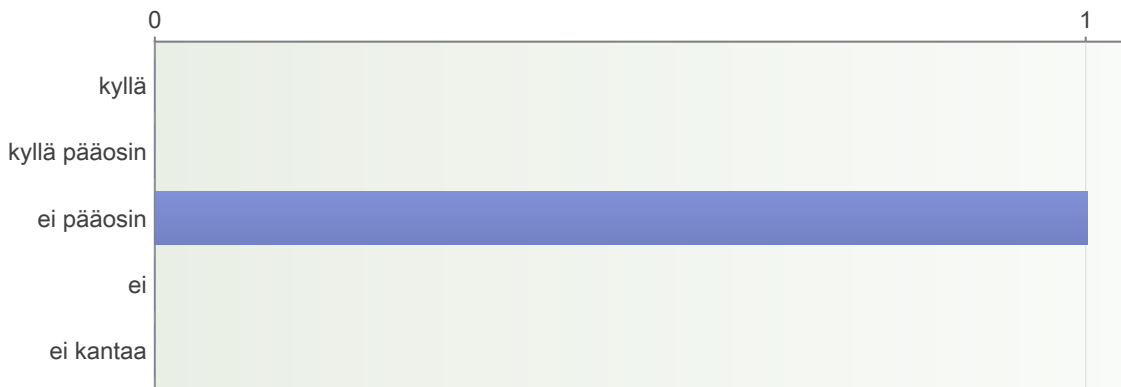 0 1
kyllä
kyllä pääosin
ei pääosin
ei
ei kantaa